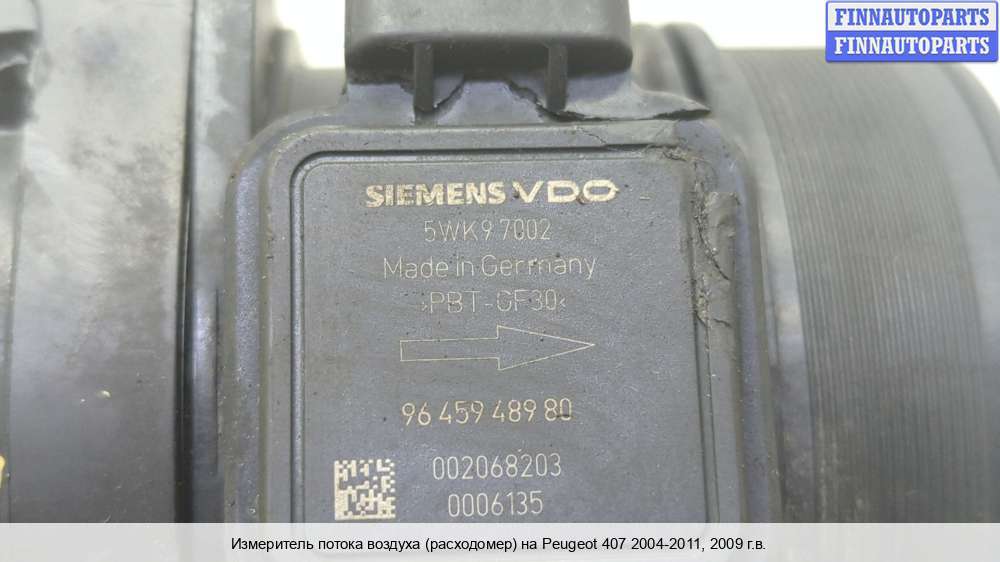 FINNAUTOPARTS
FINNAUTOPARTS
SIEMENS VDO
5WK9 7002
Made in Germany
>PBT-GF30<
96 459 489 80
002068203
0006135
Измеритель потока воздуха (расходомер) на Peugeot 407 2004-2011, 2009 г.в.